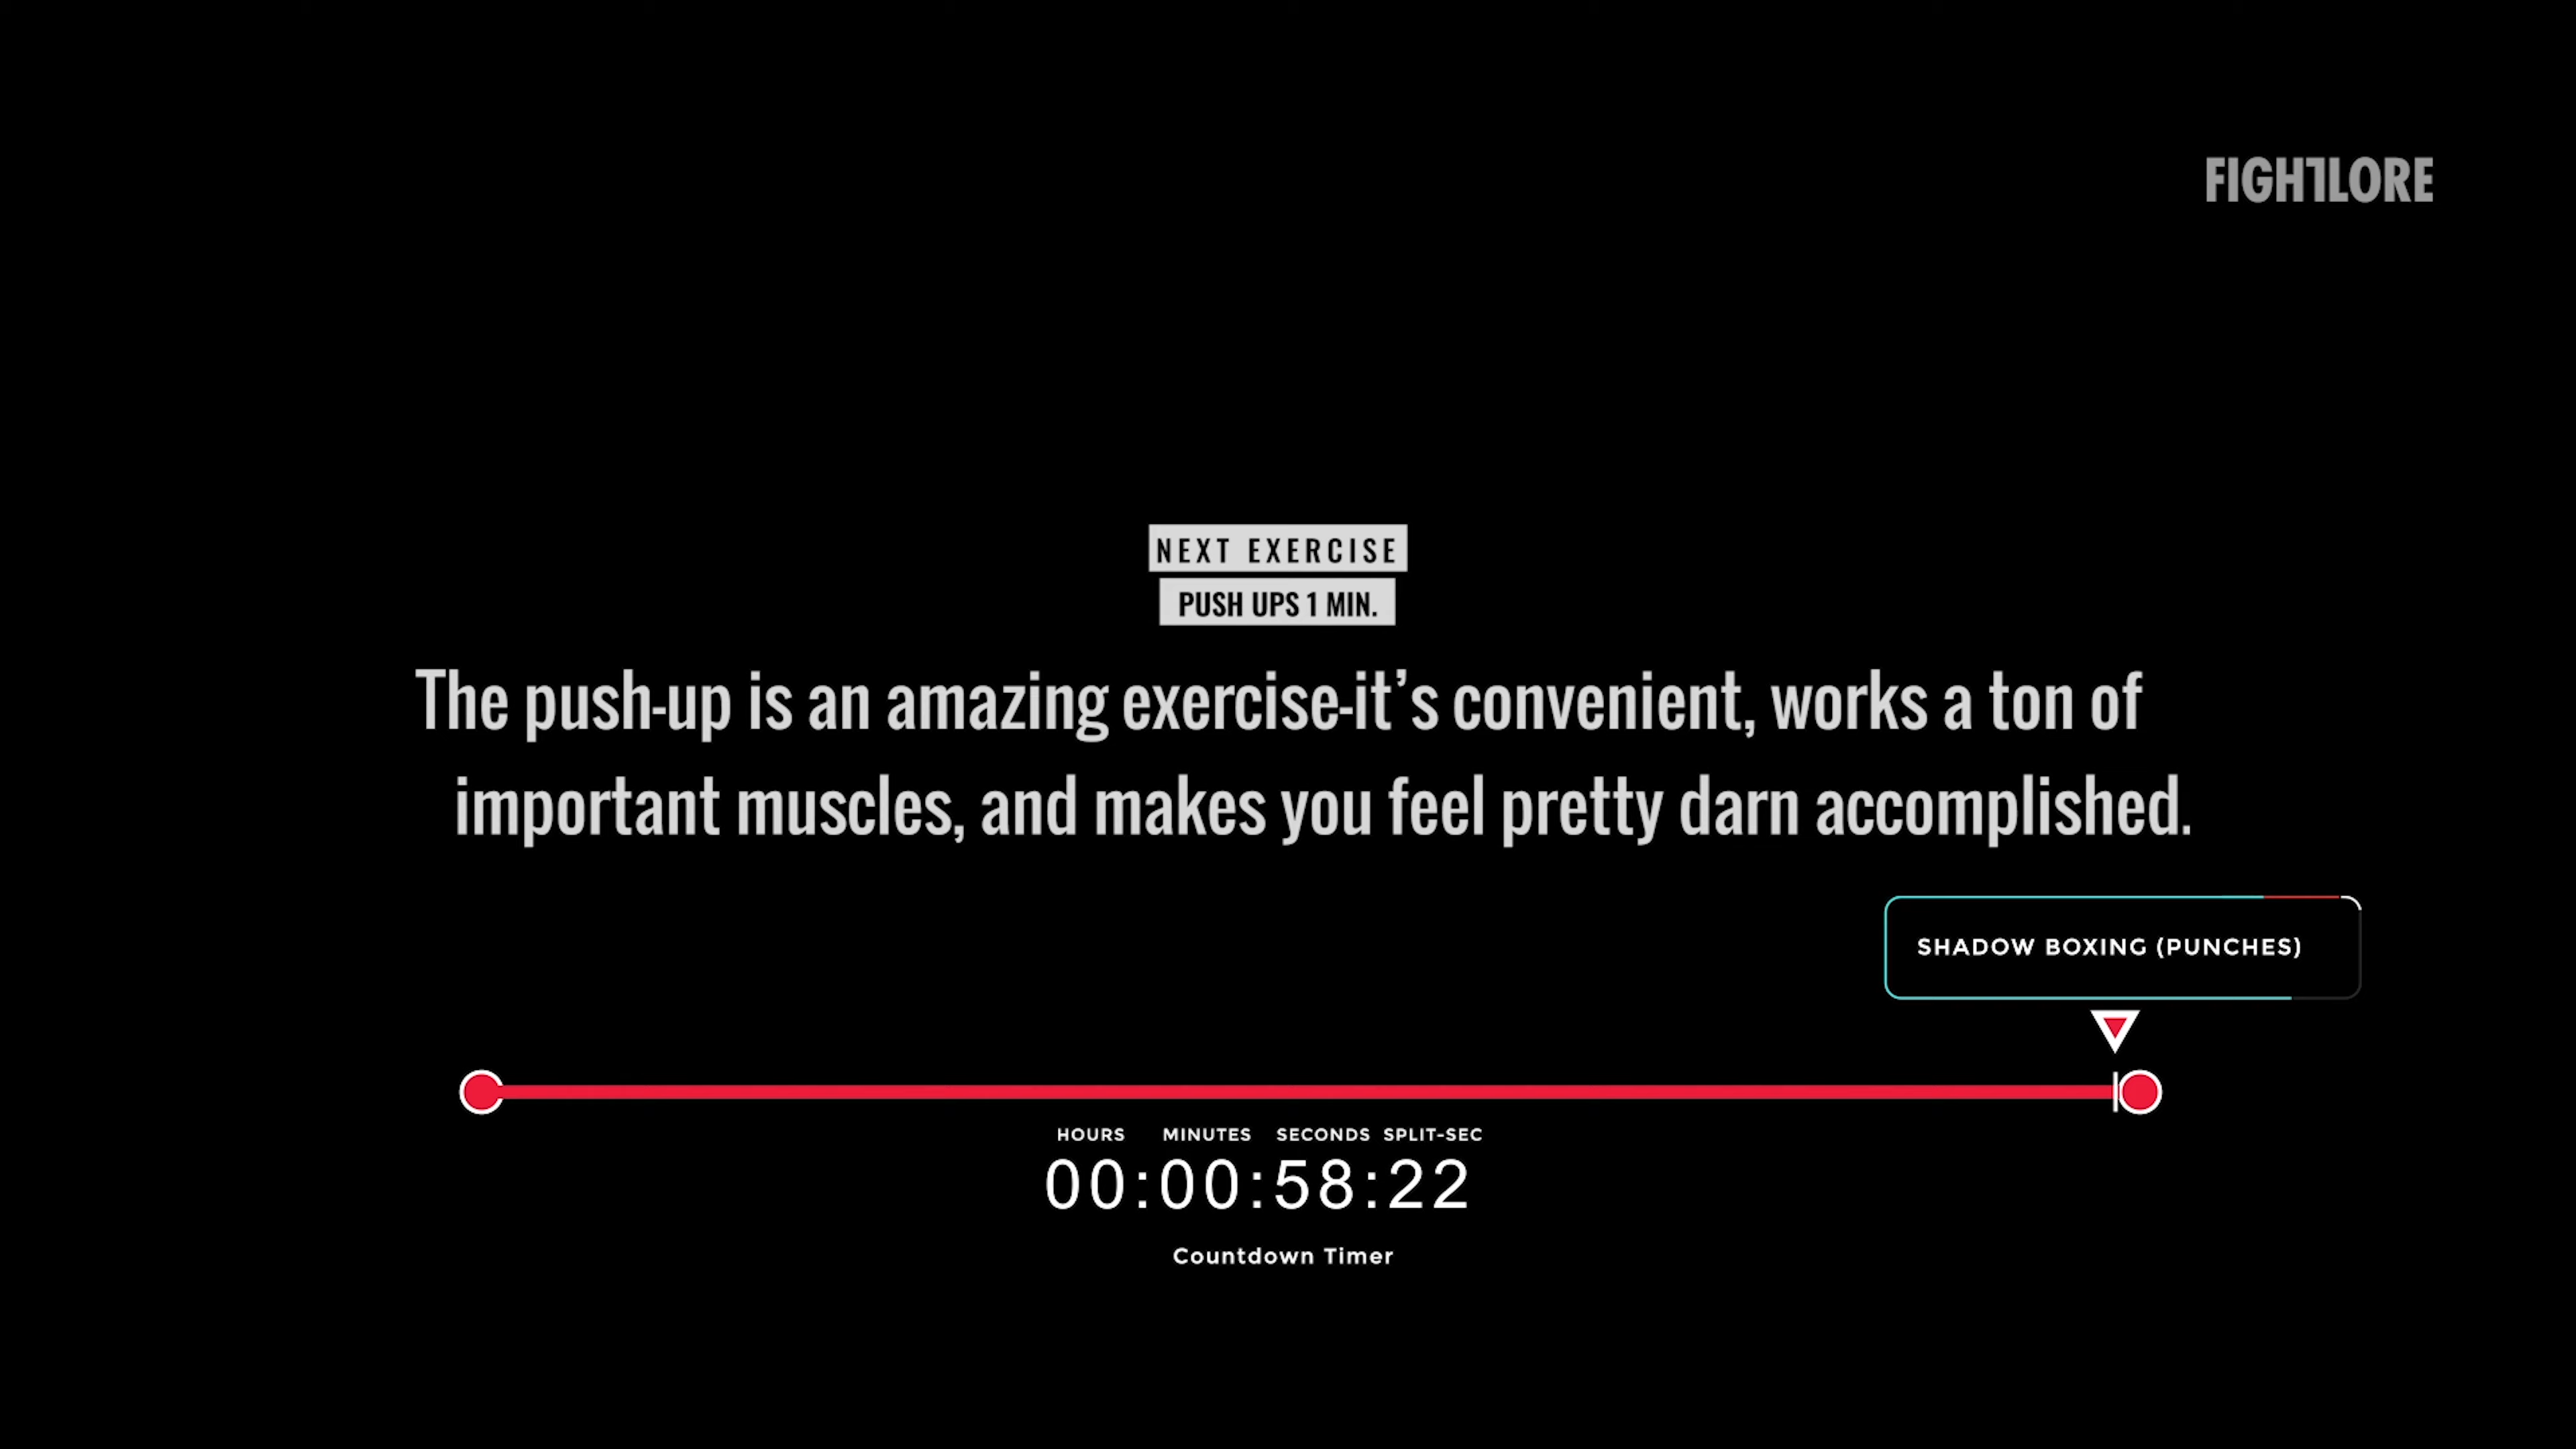 FIGHTLORE
NEXT EXERCISE
PUSH UPS 1 MIN.
The push-up is an amazing exercise-it’s convenient, works a ton of
important muscles, and makes you feel pretty darn accomplished.
SHADOW BOXING (PUNCHES)
HOURS MINUTES SECONDS SPLIT-SEC
00:00:58:22
Countdown Timer